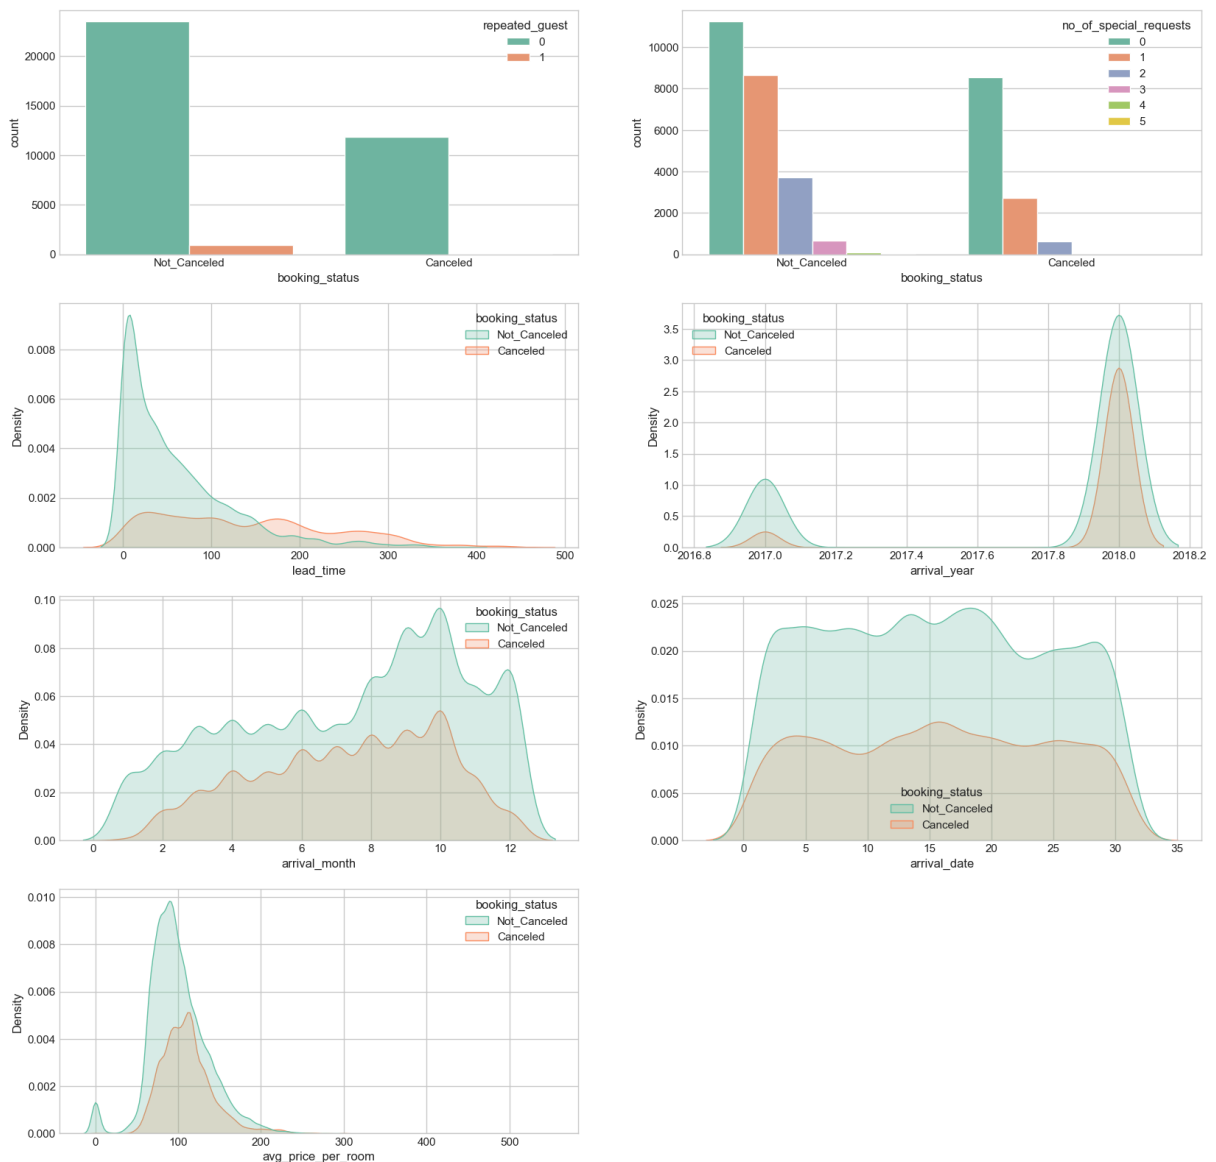 repeated_guest
0
1
20000
15000
10000
5000
0
count
Not_Canceled
Canceled
booking_status
no_of_special_requests
0
1
2
3
4
5
10000
8000
6000
4000
2000
0
count
Not_Canceled
Canceled
booking_status
booking_status
Not_Canceled
Canceled
0.008
0.006
0.004
0.002
0.000
Density
0 100 200 300 400 500
lead_time
booking_status
Not_Canceled
Canceled
3.5
3.0
2.5
2.0
1.5
1.0
0.5
0.0
Density
2016.8 2017.0 2017.2 2017.4 2017.6 2017.8 2018.0 2018.2
arrival_year
booking_status
Not_Canceled
Canceled
0.10
0.08
0.06
0.04
0.02
0.00
Density
0 2 4 6 8 10 12
arrival_month
0.025
0.020
0.015
0.010
0.005
0.000
Density
booking_status
Not_Canceled
Canceled
0 5 10 15 20 25 30 35
arrival_date
booking_status
Not_Canceled
Canceled
0.010
0.008
0.006
0.004
0.002
0.000
Density
0 100 200 300 400 500
avg_price_per_room